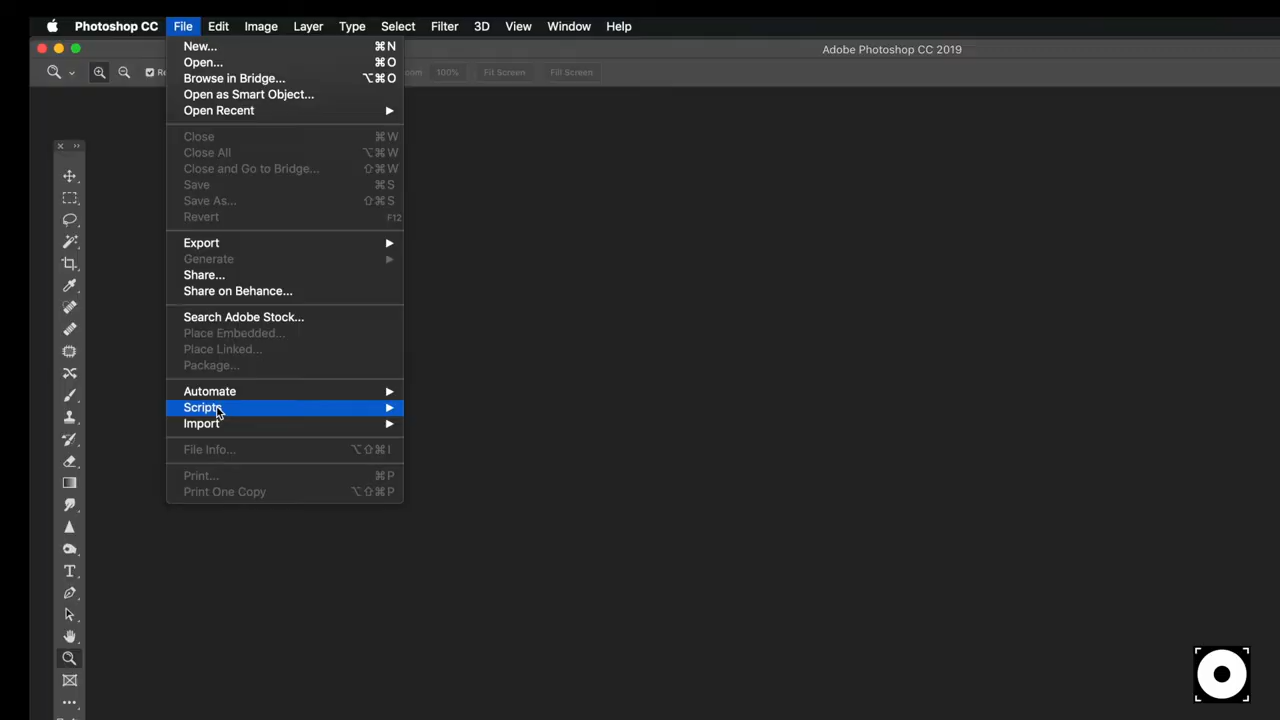 Photoshop CC File Edit Image Layer Type Select Filter 3D View Window Help
Adobe Photoshop CC 2019
100% Fit Screen Fill Screen
New... ⌘N
Open... ⌘O
Browse in Bridge... ⌥⌘O
Open as Smart Object...
Open Recent
Close ⌘W
Close All ⌥⌘W
Close and Go to Bridge... ⇧⌘W
Save ⌘S
Save As... ⇧⌘S
Revert F12
Export
Generate
Share...
Share on Behance...
Search Adobe Stock...
Place Embedded...
Place Linked...
Package...
Automate
Scripts
Import
File Info... ⌥⇧⌘I
Print... ⌘P
Print One Copy ⌥⇧⌘P